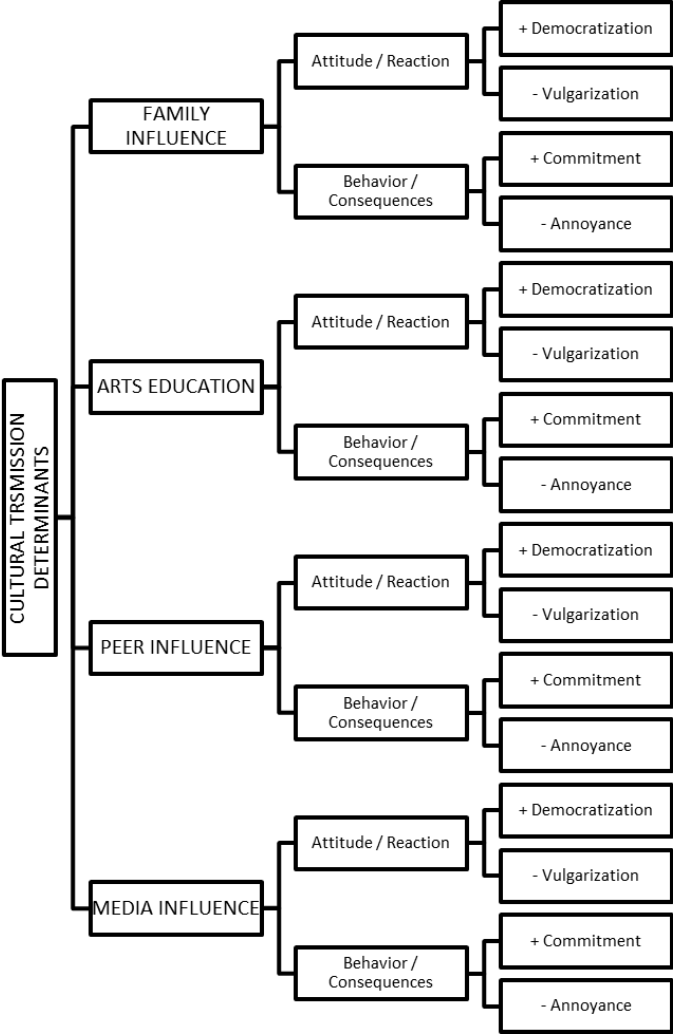 CULTURAL TRSMISSION
DETERMINANTS
FAMILY
INFLUENCE
Attitude / Reaction
+ Democratization
- Vulgarization
Behavior /
Consequences
+ Commitment
- Annoyance
ARTS EDUCATION
Attitude / Reaction
+ Democratization
- Vulgarization
Behavior /
Consequences
+ Commitment
- Annoyance
PEER INFLUENCE
Attitude / Reaction
+ Democratization
- Vulgarization
Behavior /
Consequences
+ Commitment
- Annoyance
MEDIA INFLUENCE
Attitude / Reaction
+ Democratization
- Vulgarization
Behavior /
Consequences
+ Commitment
- Annoyance